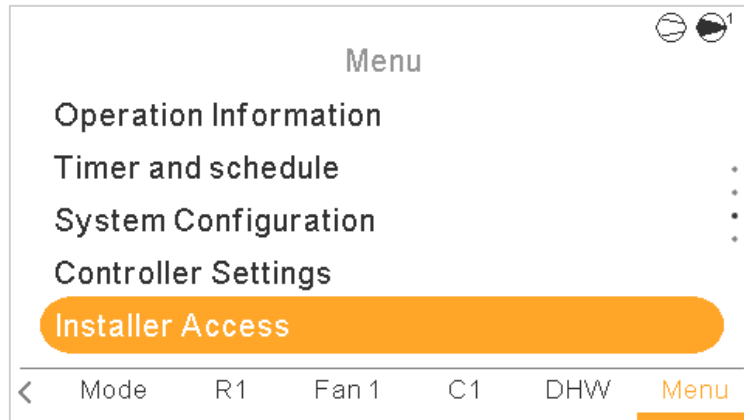 1
Menu
Operation Information
Timer and schedule
System Configuration
Controller Settings
Installer Access
< Mode R1 Fan 1 C1 DHW Menu